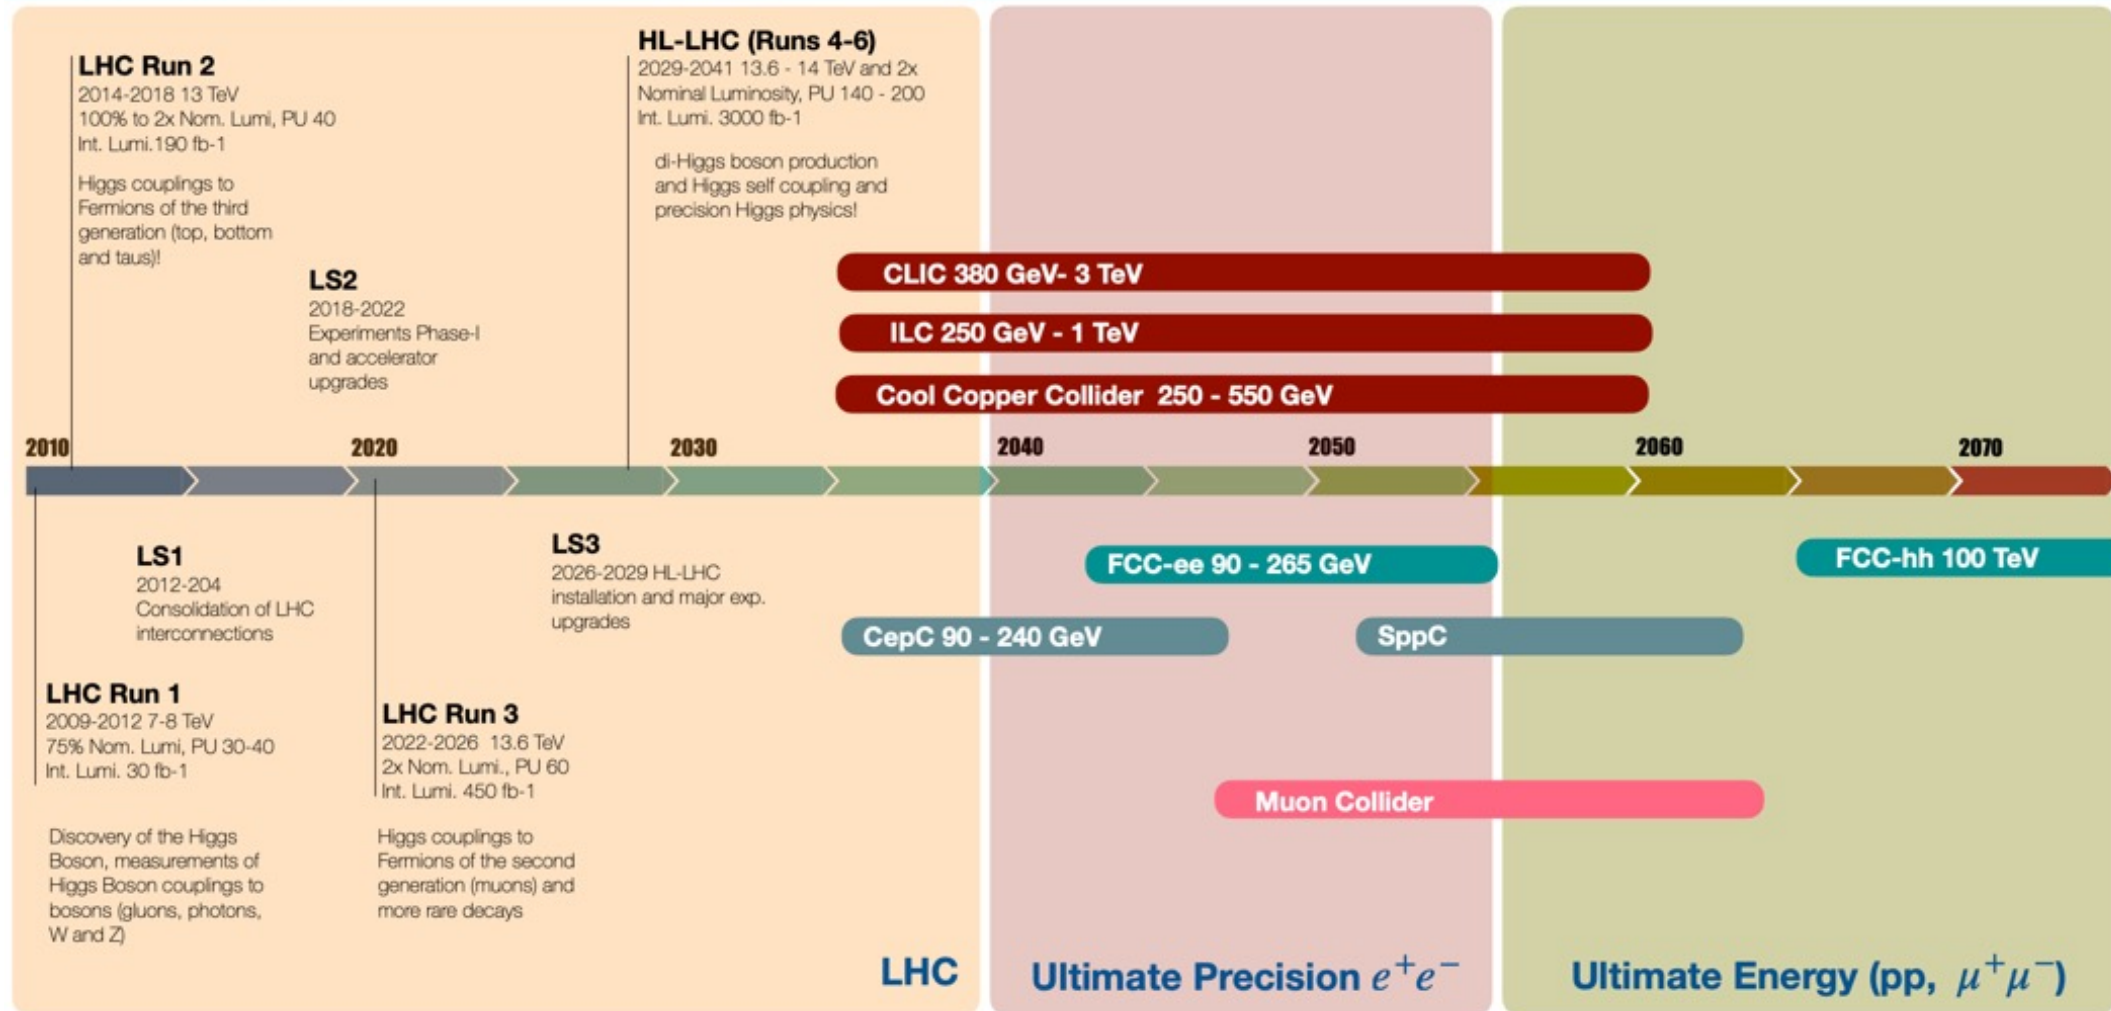 LHC Run 2
2014-2018 13 TeV
100% to 2x Nom. Lumi, PU 40
Int. Lumi.190 fb-1
Higgs couplings to
Fermions of the third
generation (top, bottom
and taus)!
LS2
2018-2022
Experiments Phase-I
and accelerator
upgrades
HL-LHC (Runs 4-6)
2029-2041 13.6 - 14 TeV and 2x
Nominal Luminosity, PU 140 - 200
Int. Lumi. 3000 fb-1
di-Higgs boson production
and Higgs self coupling and
precision Higgs physics!
CLIC 380 GeV- 3 TeV
ILC 250 GeV - 1 TeV
Cool Copper Collider 250 - 550 GeV
2010 2020 2030 2040 2050 2060 2070
LS1
2012-204
Consolidation of LHC
interconnections
LS3
2026-2029 HL-LHC
installation and major exp.
upgrades
FCC-ee 90 - 265 GeV
FCC-hh 100 TeV
CepC 90 - 240 GeV
SppC
LHC Run 1
2009-2012 7-8 TeV
75% Nom. Lumi, PU 30-40
Int. Lumi. 30 fb-1
Discovery of the Higgs
Boson, measurements of
Higgs Boson couplings to
bosons (gluons, photons,
W and Z)
LHC Run 3
2022-2026 13.6 TeV
2x Nom. Lumi., PU 60
Int. Lumi. 450 fb-1
Higgs couplings to
Fermions of the second
generation (muons) and
more rare decays
Muon Collider
LHC
Ultimate Precision e⁺e⁻
Ultimate Energy (pp, μ⁺μ⁻)